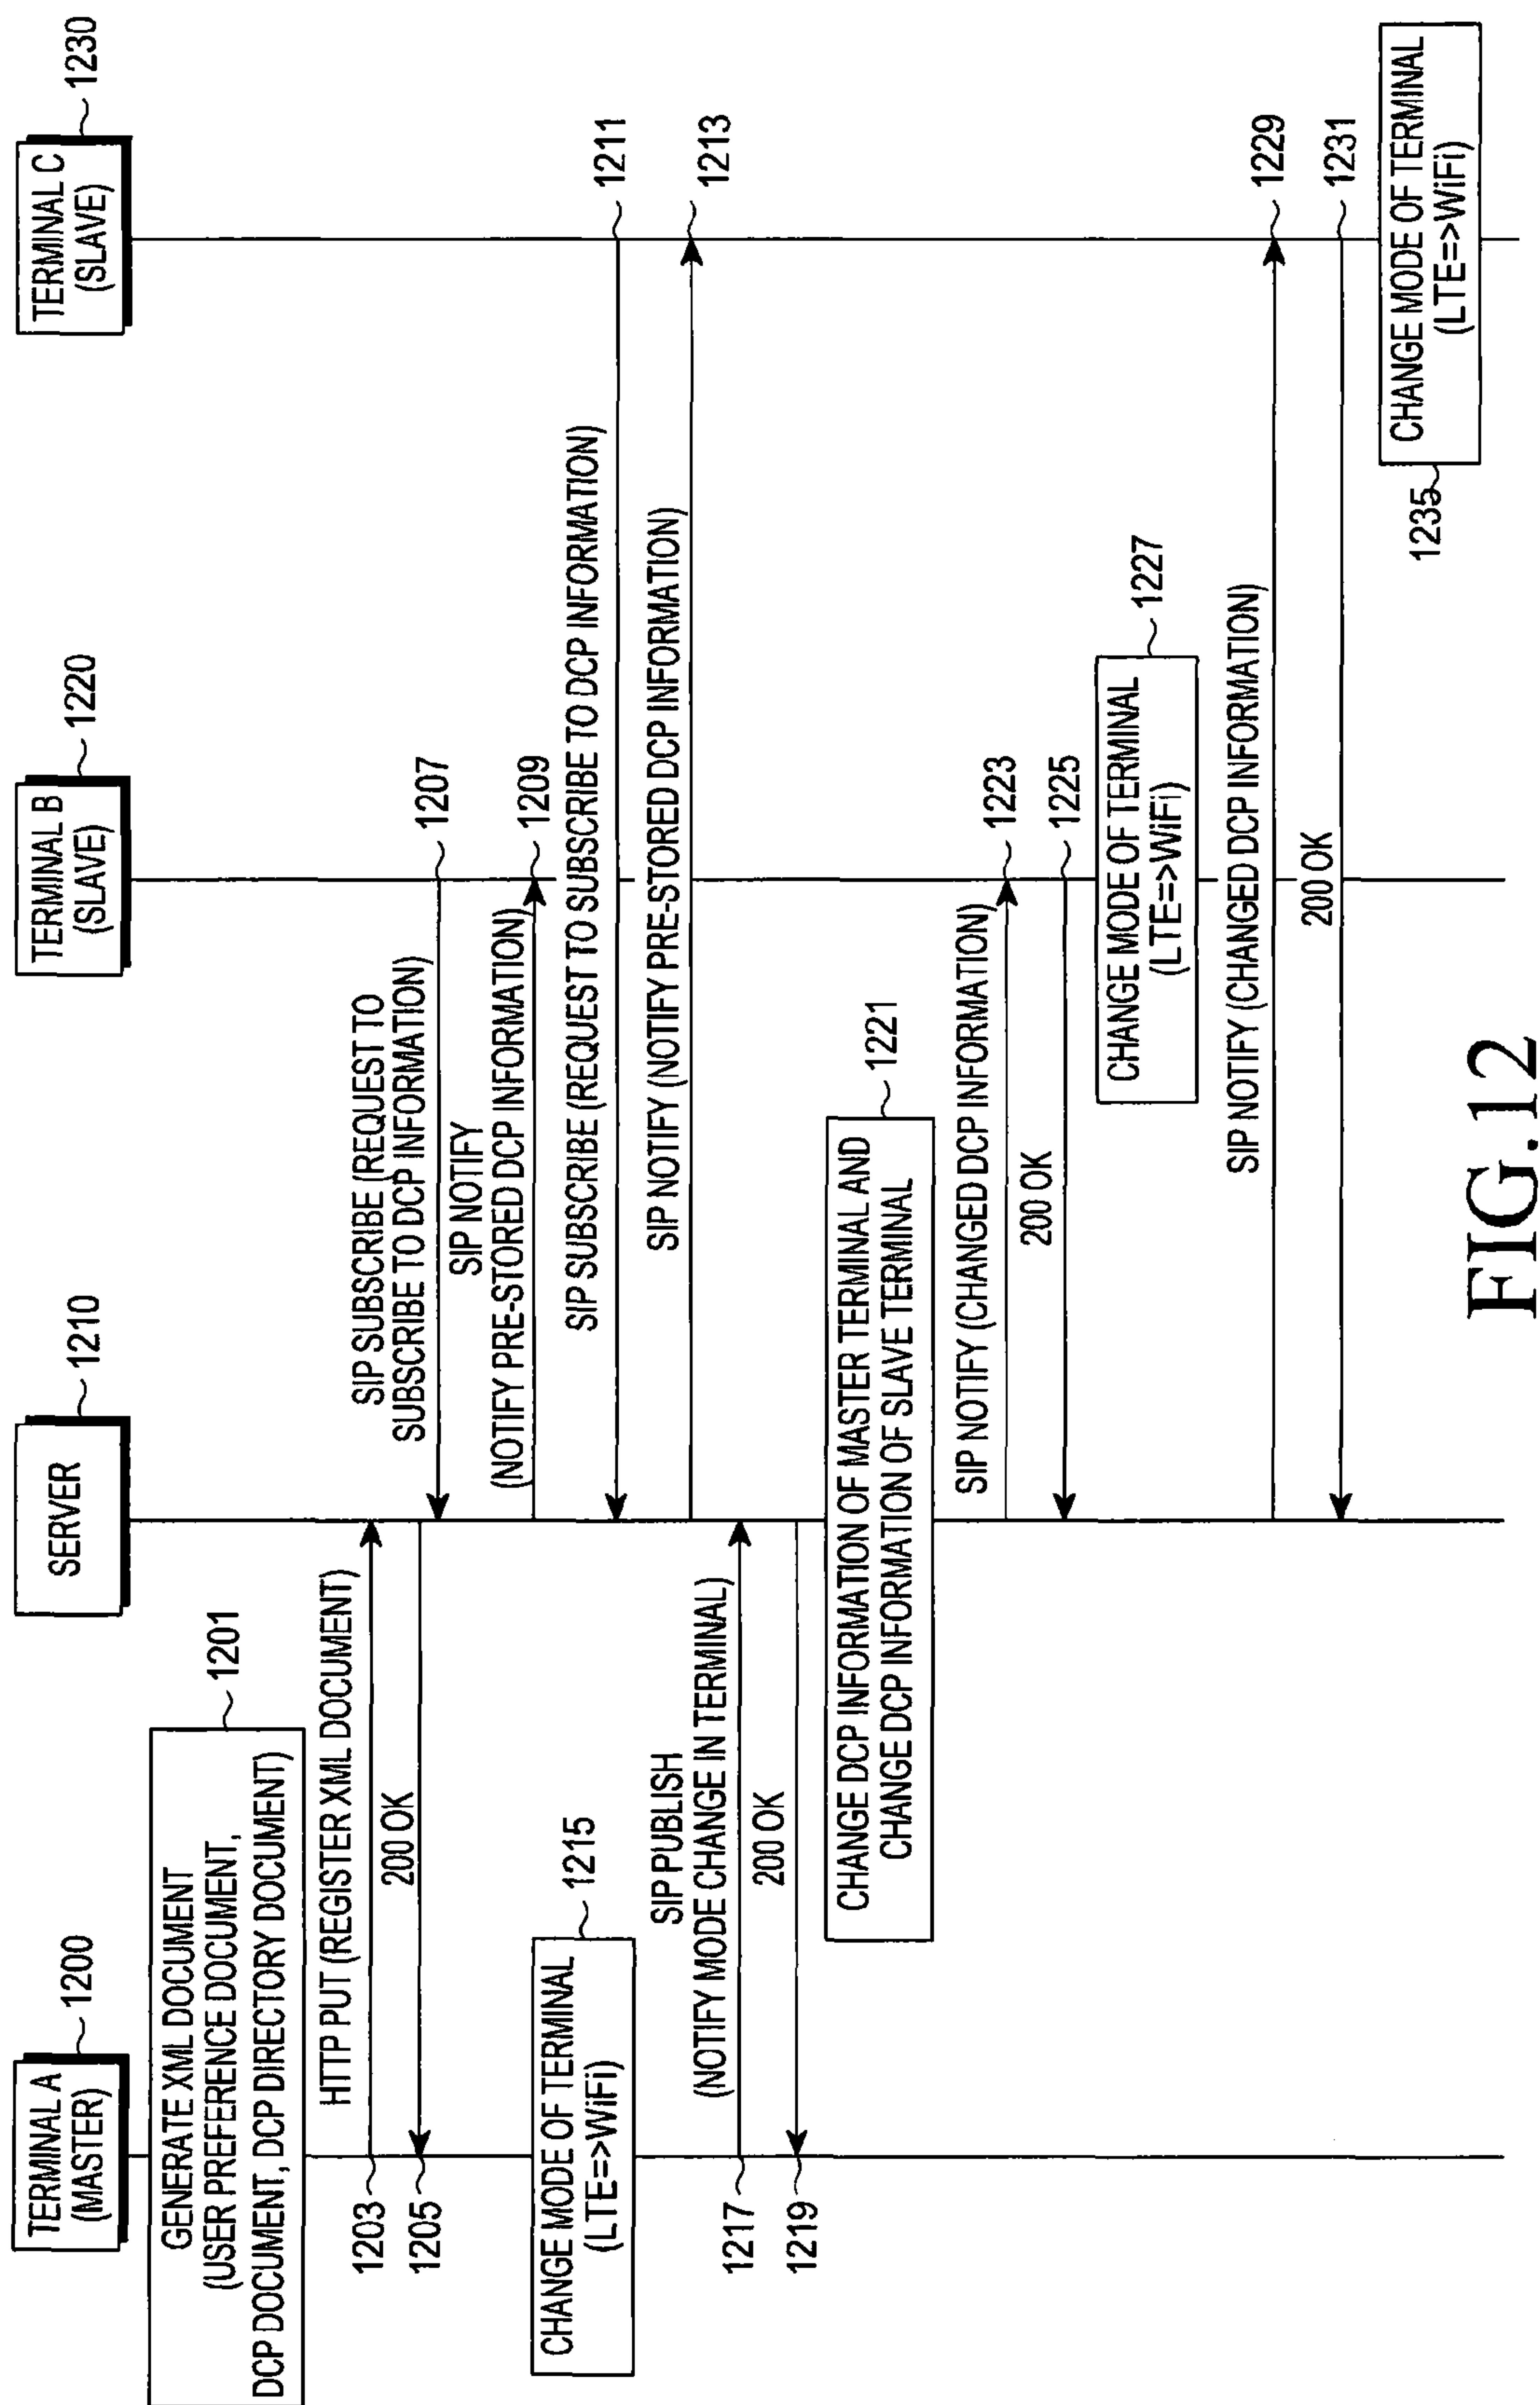 TERMINAL A
(MASTER)
1200
SERVER
1210
TERMINAL B
(SLAVE)
1220
TERMINAL C
(SLAVE)
1230
GENERATE XML DOCUMENT
(USER PREFERENCE DOCUMENT,
DCP DOCUMENT, DCP DIRECTORY DOCUMENT)
1201
HTTP PUT (REGISTER XML DOCUMENT)
1203
200 OK
1205
SIP SUBSCRIBE (REQUEST TO
SUBSCRIBE TO DCP INFORMATION)
1207
SIP NOTIFY
(NOTIFY PRE-STORED DCP INFORMATION)
1209
SIP SUBSCRIBE (REQUEST TO SUBSCRIBE TO DCP INFORMATION)
1211
SIP NOTIFY (NOTIFY PRE-STORED DCP INFORMATION)
1213
CHANGE MODE OF TERMINAL
(LTE=>WiFi)
1215
SIP PUBLISH
(NOTIFY MODE CHANGE IN TERMINAL)
1217
200 OK
1219
CHANGE DCP INFORMATION OF MASTER TERMINAL AND
CHANGE DCP INFORMATION OF SLAVE TERMINAL
1221
SIP NOTIFY (CHANGED DCP INFORMATION)
1223
200 OK
1225
CHANGE MODE OF TERMINAL
(LTE=>WiFi)
1227
SIP NOTIFY (CHANGED DCP INFORMATION)
1229
200 OK
1231
CHANGE MODE OF TERMINAL
(LTE=>WiFi)
1235
FIG.12